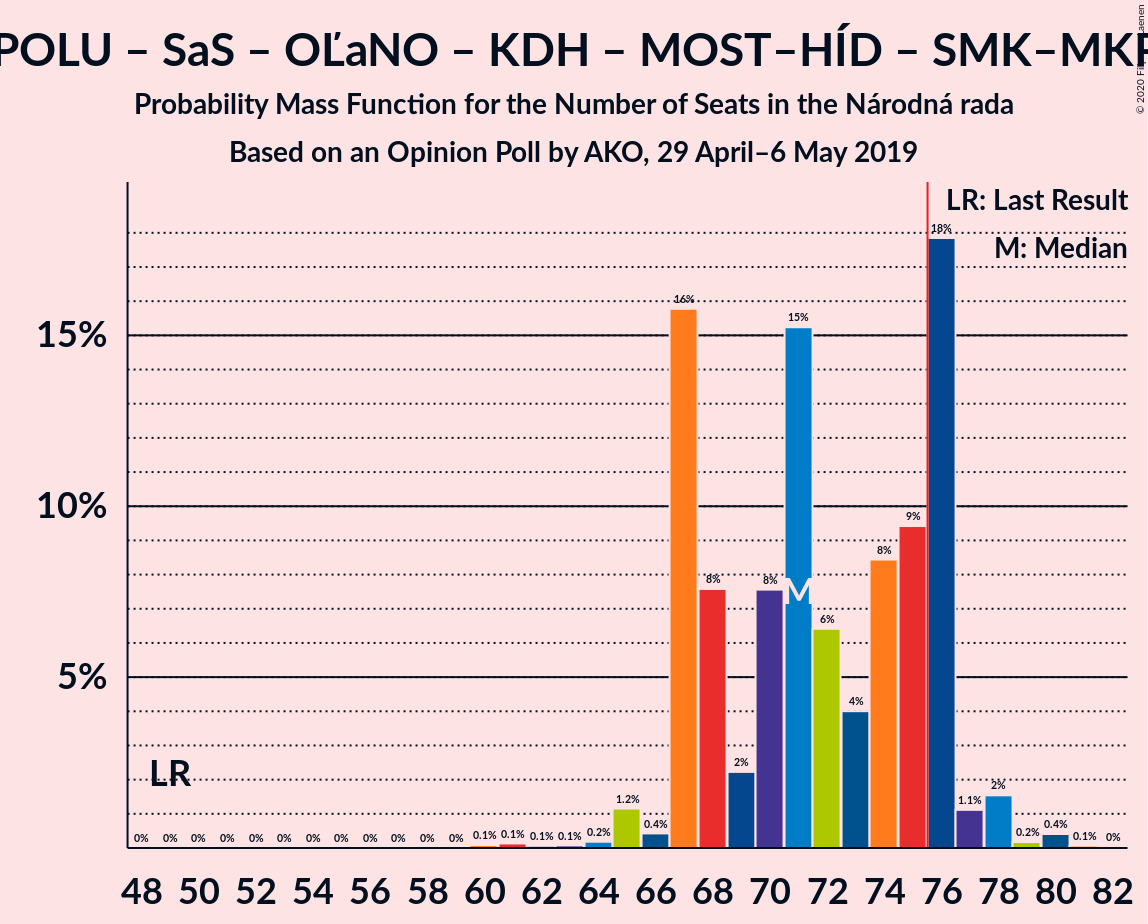 POLU – SaS – OĽaNO – KDH – MOST–HÍD – SMK–MKP
Probability Mass Function for the Number of Seats in the Národná rada
Based on an Opinion Poll by AKO, 29 April–6 May 2019
LR: Last Result
M: Median
18%
16%
15%
15%
10%
9%
8%
8%
8%
M
6%
5%
4%
2%
LR
2%
1.2%
1.1%
0% 0% 0% 0% 0% 0% 0% 0% 0% 0% 0% 0% 0.1% 0.1% 0.1% 0.1% 0.2% 0.4% 0.2% 0.4% 0.1% 0%
48 50 52 54 56 58 60 62 64 66 68 70 72 74 76 78 80 82
© 2020